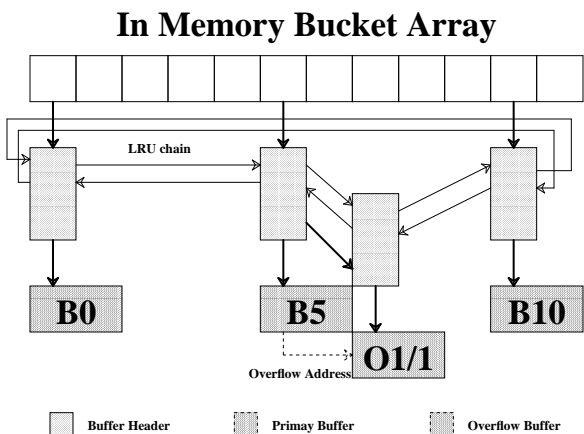 In Memory Bucket Array
LRU chain
B0
B5
B10
O1/1
Overflow Address
Buffer Header
Primay Buffer
Overflow Buffer